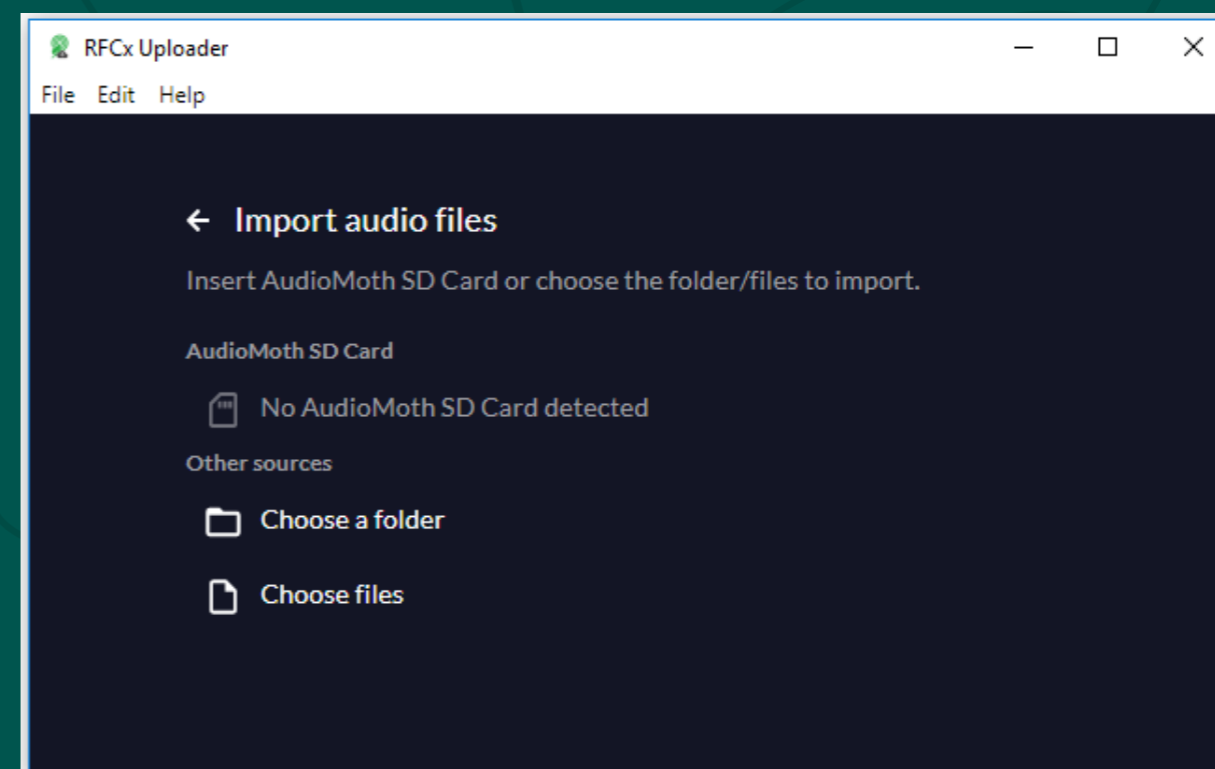 RFCx Uploader
File Edit Help
Import audio files
Insert AudioMoth SD Card or choose the folder/files to import.
AudioMoth SD Card
No AudioMoth SD Card detected
Other sources
Choose a folder
Choose files